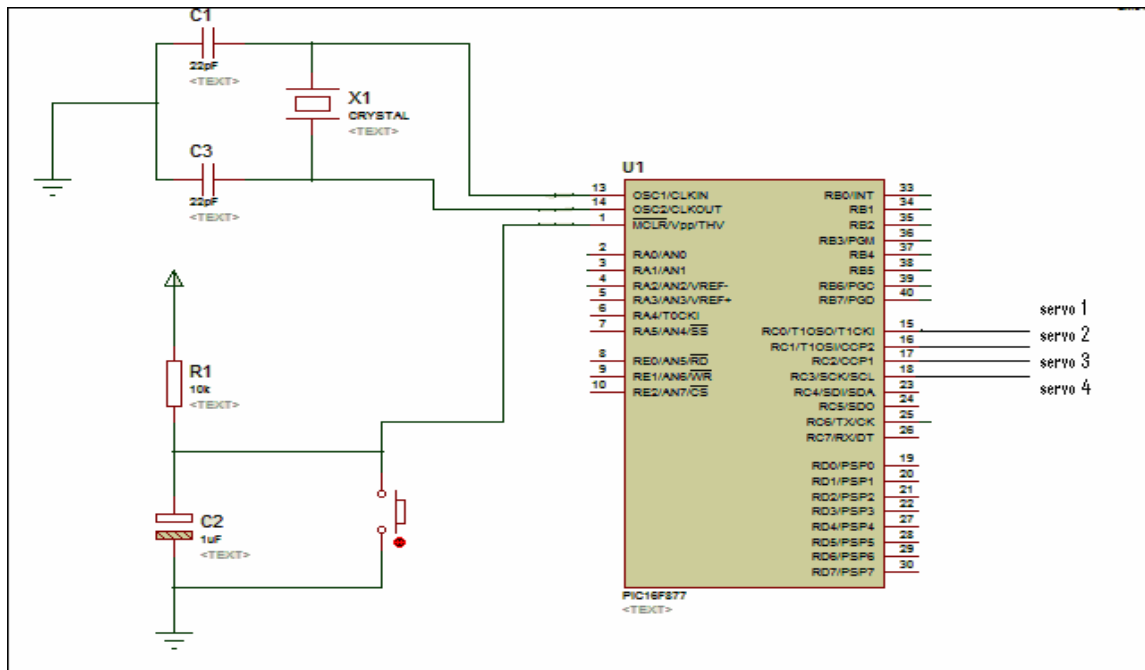 C1
22pF
<TEXT>
X1
CRYSTAL
<TEXT>
C3
22pF
<TEXT>
R1
10k
<TEXT>
C2
1uF
<TEXT>
U1
13 OSC1/CLKIN RB0/INT 33
14 OSC2/CLKOUT RB1 34
1 MCLR/Vpp/THV RB2 35
RB3/PGM 36
2 RA0/AN0 RB4 37
3 RA1/AN1 RB5 38
4 RA2/AN2/VREF- RB6/PGC 39
5 RA3/AN3/VREF+ RB7/PGD 40
6 RA4/T0CKI
7 RA5/AN4/SS RC0/T1OSO/T1CKI 15
RC1/T1OSI/CCP2 16
8 RE0/AN5/RD RC2/CCP1 17
9 RE1/AN6/WR RC3/SCK/SCL 18
10 RE2/AN7/CS RC4/SDI/SDA 23
RC5/SDO 24
RC6/TX/CK 25
RC7/RX/DT 26
RD0/PSP0 19
RD1/PSP1 20
RD2/PSP2 21
RD3/PSP3 22
RD4/PSP4 27
RD5/PSP5 28
RD6/PSP6 29
RD7/PSP7 30
PIC16F877
<TEXT>
servo 1
servo 2
servo 3
servo 4